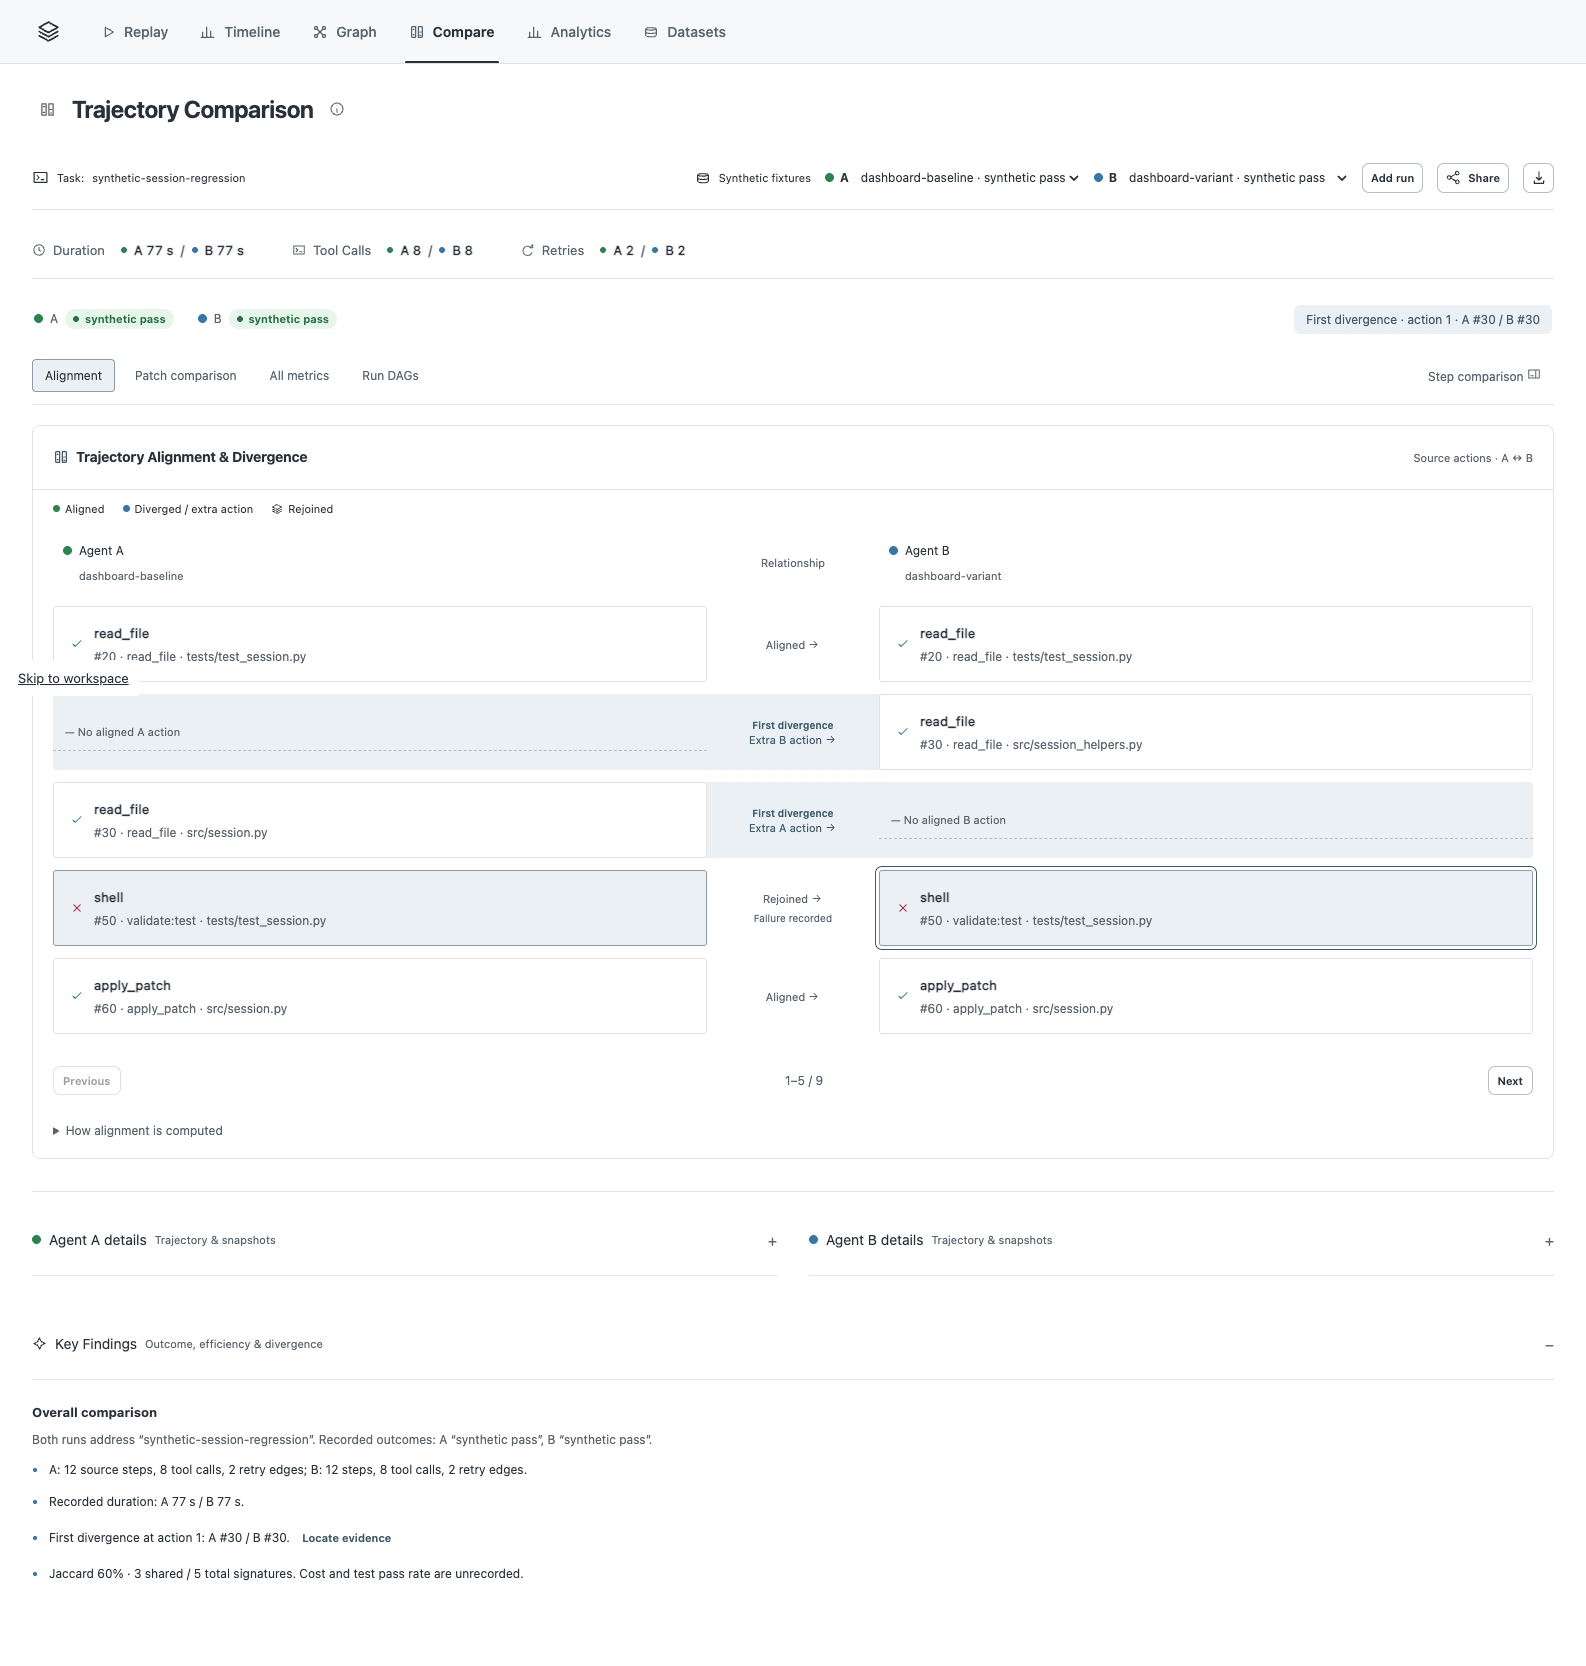 Replay
Timeline
Graph
Compare
Analytics
Datasets
Trajectory Comparison
Task: synthetic-session-regression
Synthetic fixtures
A dashboard-baseline · synthetic pass
B dashboard-variant · synthetic pass
Add run
Share
Duration A 77 s / B 77 s
Tool Calls A 8 / B 8
Retries A 2 / B 2
A synthetic pass
B synthetic pass
First divergence · action 1 · A #30 / B #30
Alignment
Patch comparison
All metrics
Run DAGs
Step comparison
Trajectory Alignment & Divergence
Source actions · A ↔ B
Aligned
Diverged / extra action
Rejoined
Agent A
dashboard-baseline
Relationship
Agent B
dashboard-variant
read_file
#20 · read_file · tests/test_session.py
Aligned →
read_file
#20 · read_file · tests/test_session.py
Skip to workspace
— No aligned A action
First divergence
Extra B action →
read_file
#30 · read_file · src/session_helpers.py
read_file
#30 · read_file · src/session.py
First divergence
Extra A action →
— No aligned B action
shell
#50 · validate:test · tests/test_session.py
Rejoined →
Failure recorded
shell
#50 · validate:test · tests/test_session.py
apply_patch
#60 · apply_patch · src/session.py
Aligned →
apply_patch
#60 · apply_patch · src/session.py
Previous
1–5 / 9
Next
How alignment is computed
Agent A details Trajectory & snapshots +
Agent B details Trajectory & snapshots +
Key Findings Outcome, efficiency & divergence −
Overall comparison
Both runs address “synthetic-session-regression”. Recorded outcomes: A “synthetic pass”, B “synthetic pass”.
• A: 12 source steps, 8 tool calls, 2 retry edges; B: 12 steps, 8 tool calls, 2 retry edges.
• Recorded duration: A 77 s / B 77 s.
• First divergence at action 1: A #30 / B #30. Locate evidence
• Jaccard 60% · 3 shared / 5 total signatures. Cost and test pass rate are unrecorded.